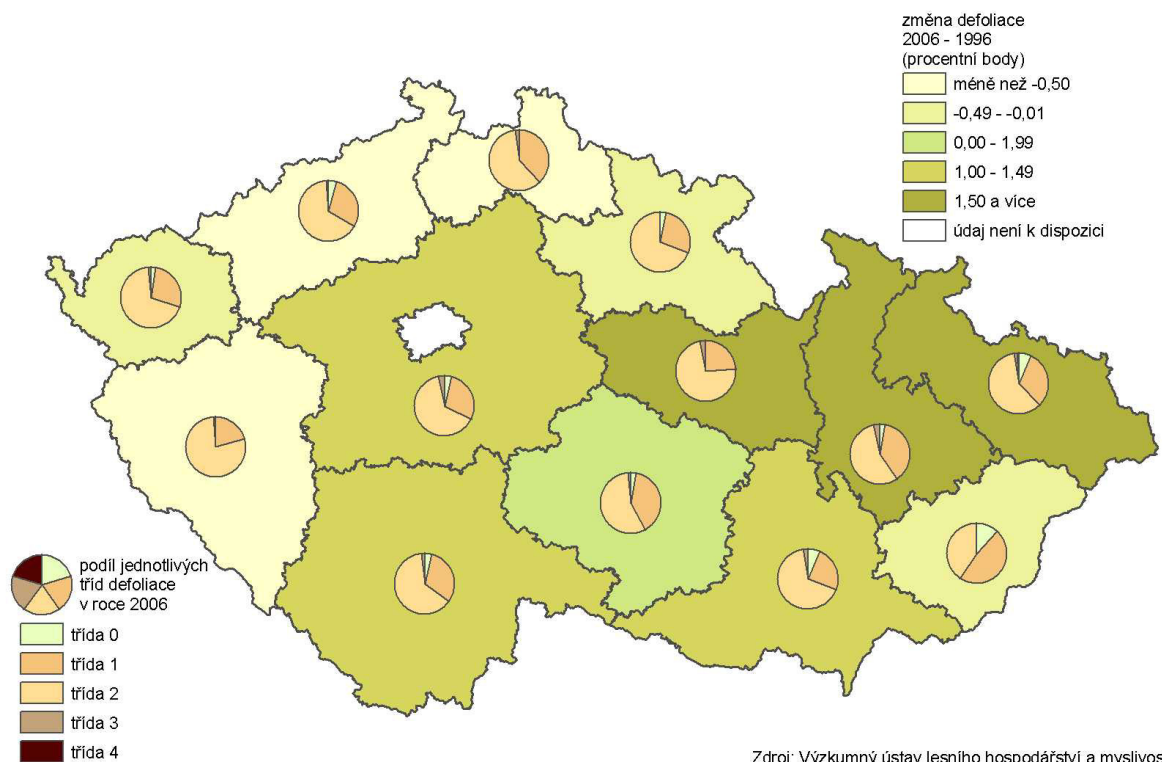 změna defoliace
2006 - 1996
(procentní body)
méně než -0,50
-0,49 - -0,01
0,00 - 1,99
1,00 - 1,49
1,50 a více
údaj není k dispozici
podíl jednotlivých
tříd defoliace
v roce 2006
třída 0
třída 1
třída 2
třída 3
třída 4
Zdroj: Výzkumný ústav lesního hospodářství a myslivos